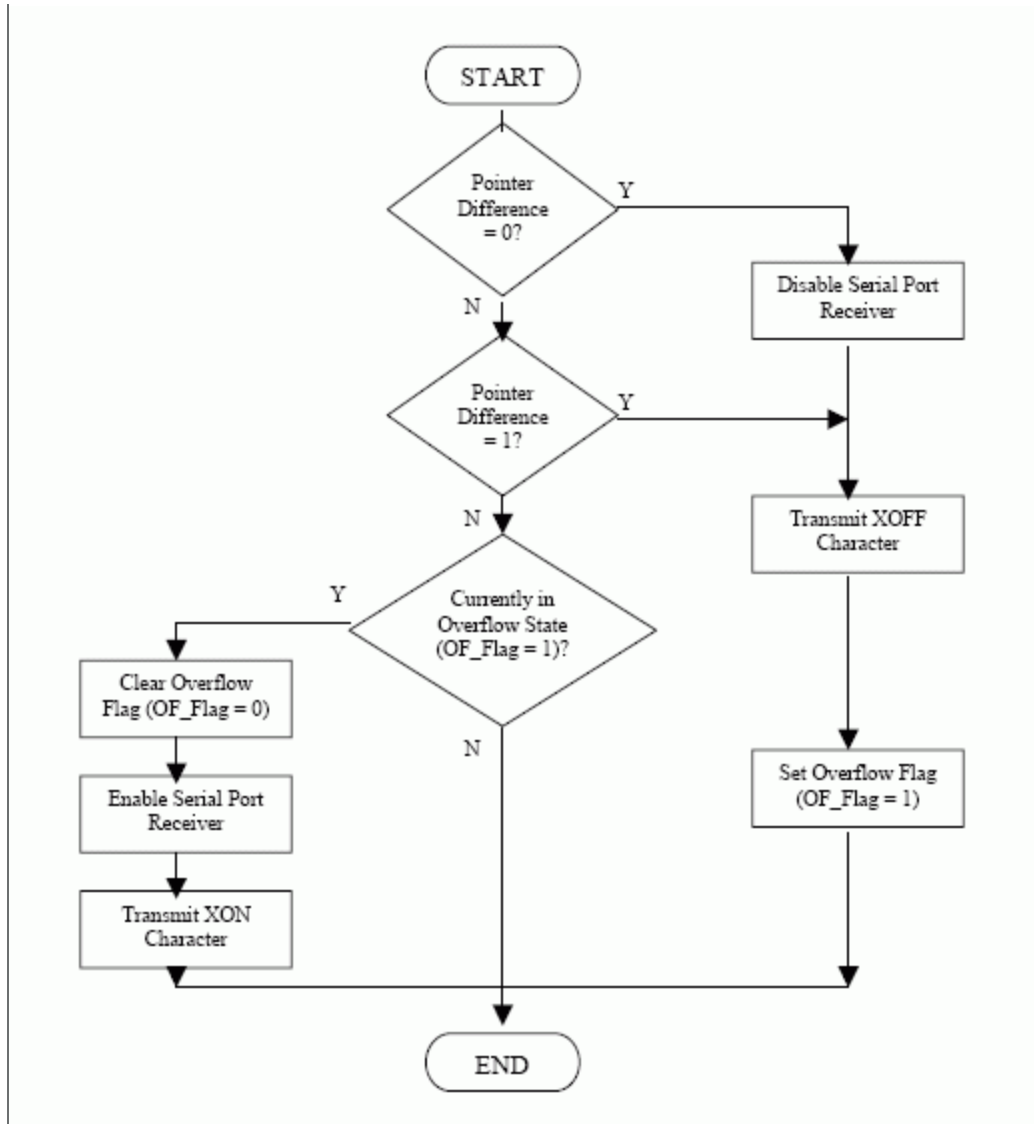 START
Pointer
Difference
= 0?
Y
Disable Serial Port
Receiver
N
Pointer
Difference
= 1?
Y
N
Transmit XOFF
Character
Currently in
Overflow State
(OF_Flag = 1)?
Y
Clear Overflow
Flag (OF_Flag = 0)
N
Enable Serial Port
Receiver
Set Overflow Flag
(OF_Flag = 1)
Transmit XON
Character
END